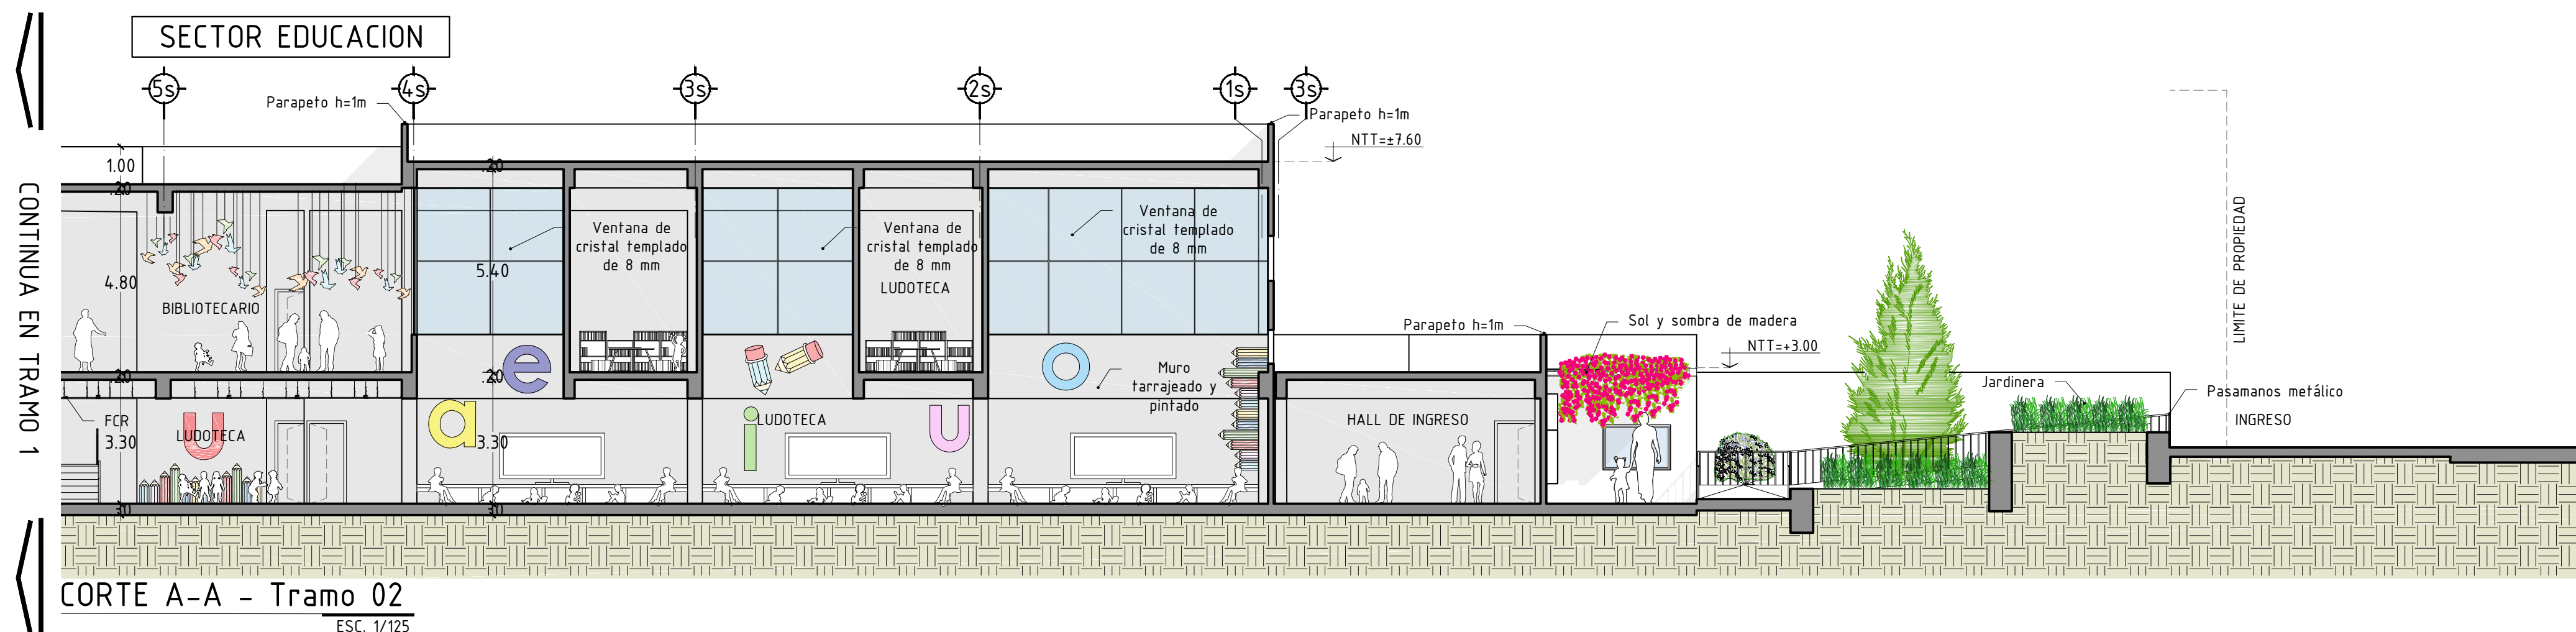 SECTOR EDUCACION
5s
4s
3s
2s
1s
3s
Parapeto h=1m
Parapeto h=1m
NTT=±7.60
1.00
.20
.20
Ventana de
cristal templado
de 8 mm
Ventana de
cristal templado
de 8 mm
Ventana de
cristal templado
de 8 mm
5.40
4.80
LUDOTECA
BIBLIOTECARIO
CONTINUA EN TRAMO 1
LIMITE DE PROPIEDAD
Parapeto h=1m
Sol y sombra de madera
NTT=+3.00
Muro
tarrajeado y
pintado
.20
.20
e
o
a
i
u
u
Jardinera
Pasamanos metálico
INGRESO
FCR
3.30
LUDOTECA
3.30
LUDOTECA
HALL DE INGRESO
.30
.30
CORTE A-A - Tramo 02
ESC. 1/125